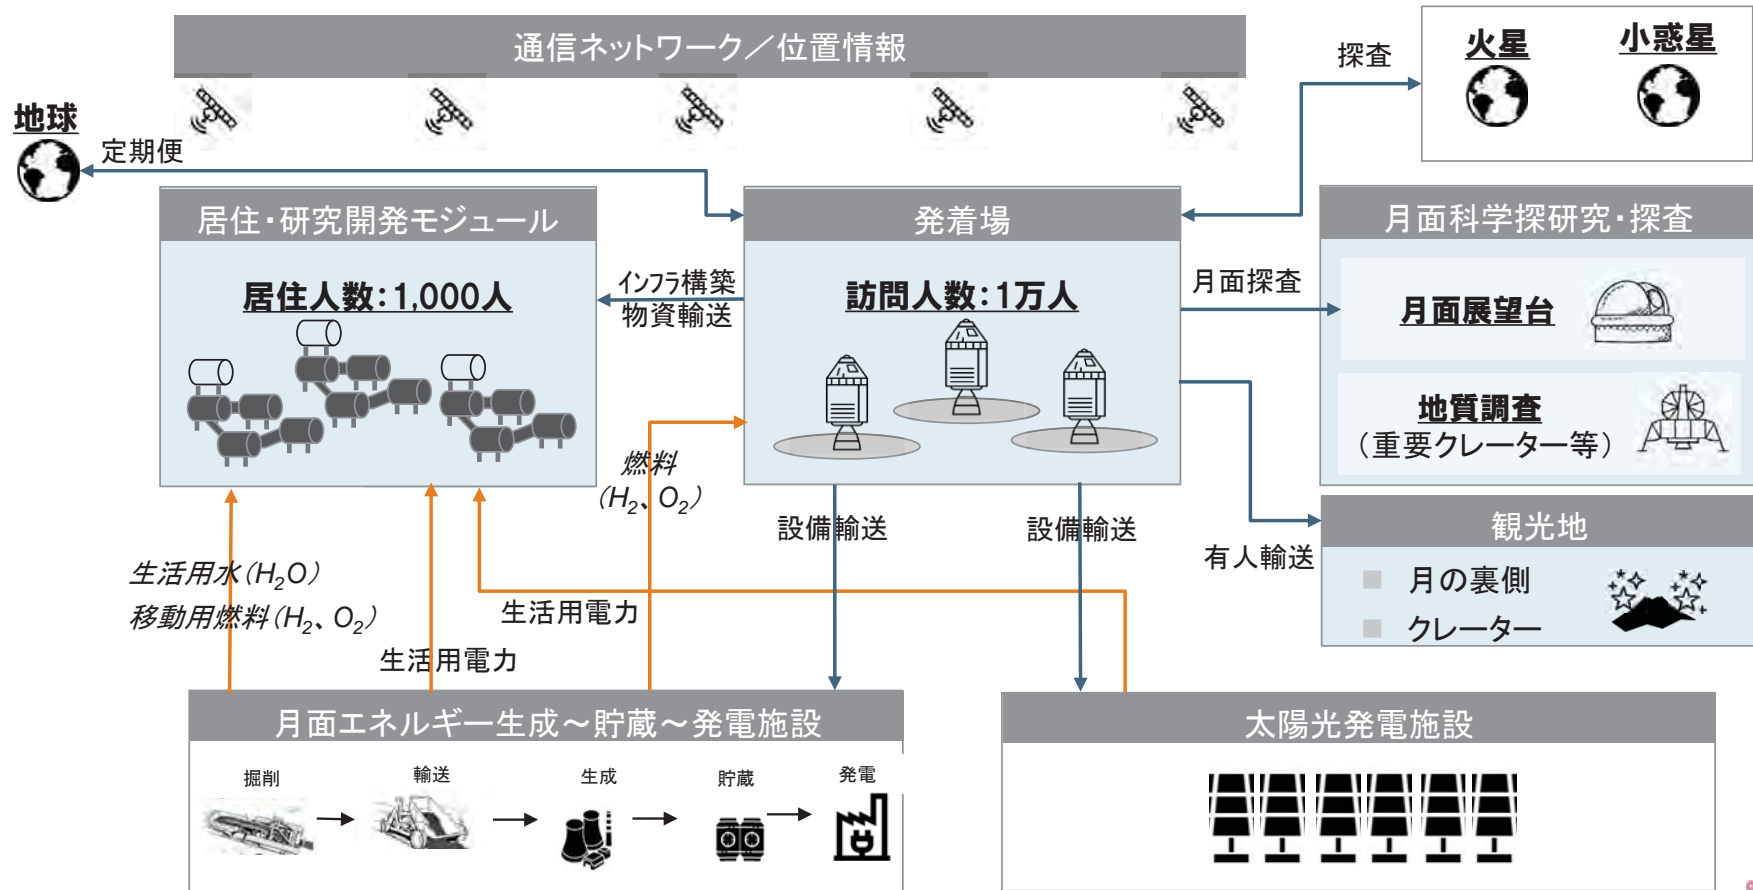 通信ネットワーク／位置情報
火星
小惑星
探査
地球
定期便
居住・研究開発モジュール
居住人数：1,000人
インフラ構築
物資輸送
発着場
訪問人数：1万人
月面探査
月面科学探研究・探査
月面展望台
地質調査
（重要クレーター等）
有人輸送
観光地
月の裏側
クレーター
燃料
（H₂、O₂）
設備輸送
設備輸送
生活用水（H₂O）
移動用燃料（H₂、O₂）
生活用電力
生活用電力
月面エネルギー生成～貯蔵～発電施設
掘削
輸送
生成
貯蔵
発電
太陽光発電施設